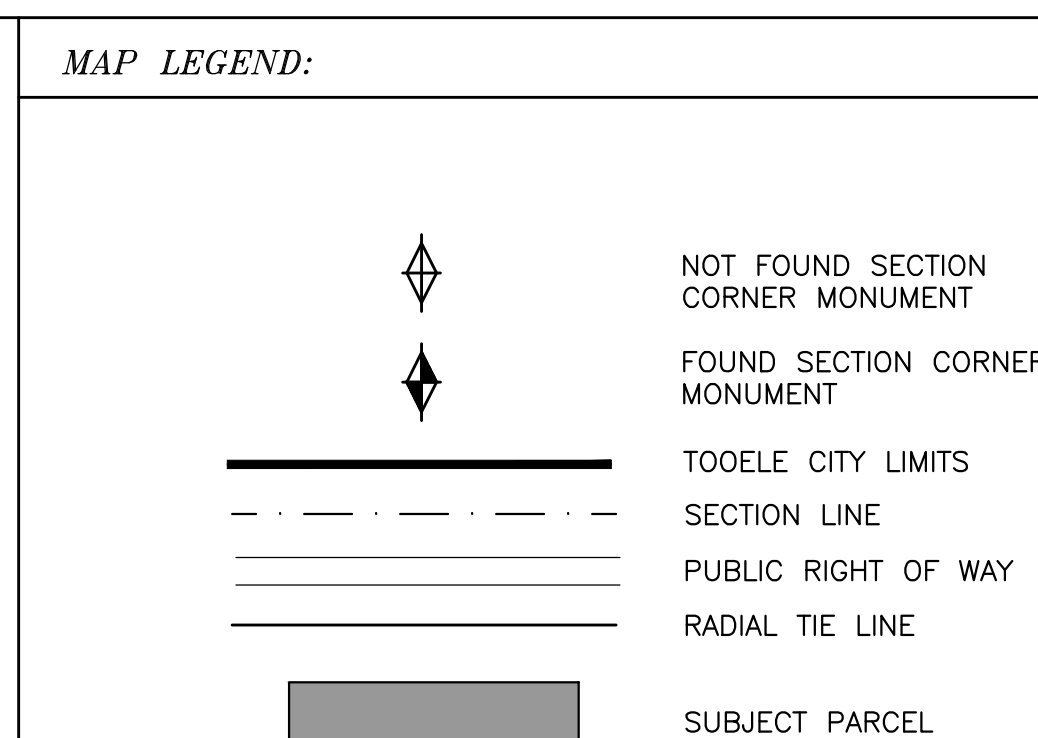 MAP LEGEND:
NOT FOUND SECTION
CORNER MONUMENT
FOUND SECTION CORNER
MONUMENT
TOOELE CITY LIMITS
SECTION LINE
PUBLIC RIGHT OF WAY
RADIAL TIE LINE
SUBJECT PARCEL